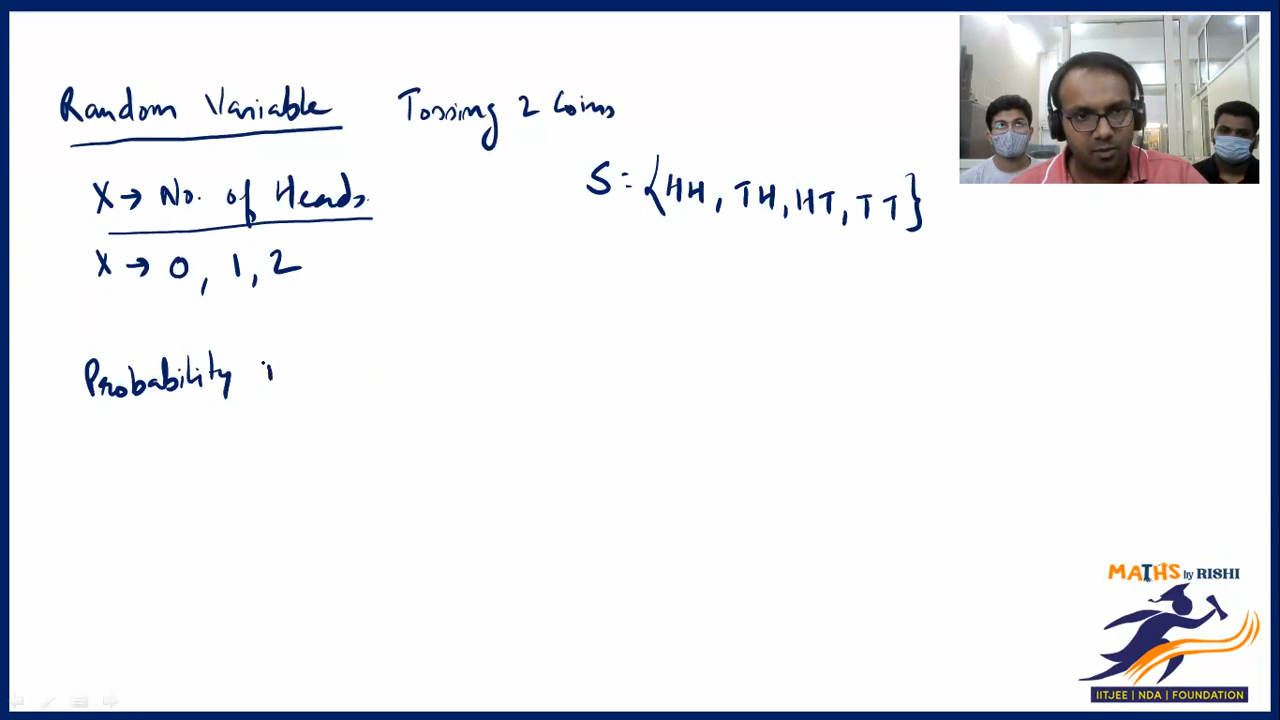 Random Variable Tossing 2 Coins
X → No. of Heads.
S = {HH, TH, HT, TT}
X → 0, 1, 2
Probability i
MATHS by RISHI
IITJEE | NDA | FOUNDATION